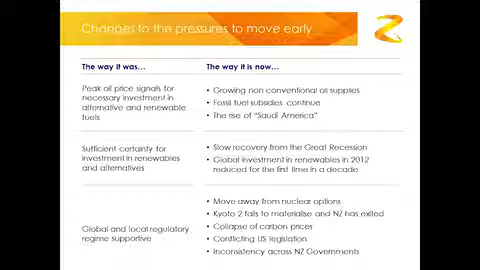 Changes to the pressures to move early
The way it was…
The way it is now…
Peak oil price signals for
necessary investment in
alternative and renewable
fuels
• Growing non conventional oil supplies
• Fossil fuel subsidies continue
• The rise of "Saudi America"
Sufficient certainty for
investment in renewables
and alternatives
• Slow recovery from the Great Recession
• Global investment in renewables in 2012
reduced for the first time in a decade
Global and local regulatory
regime supportive
• Move away from nuclear options
• Kyoto 2 fails to materialise and NZ has exited
• Collapse of carbon prices
• Conflicting US legislation
• Inconsistency across NZ Governments